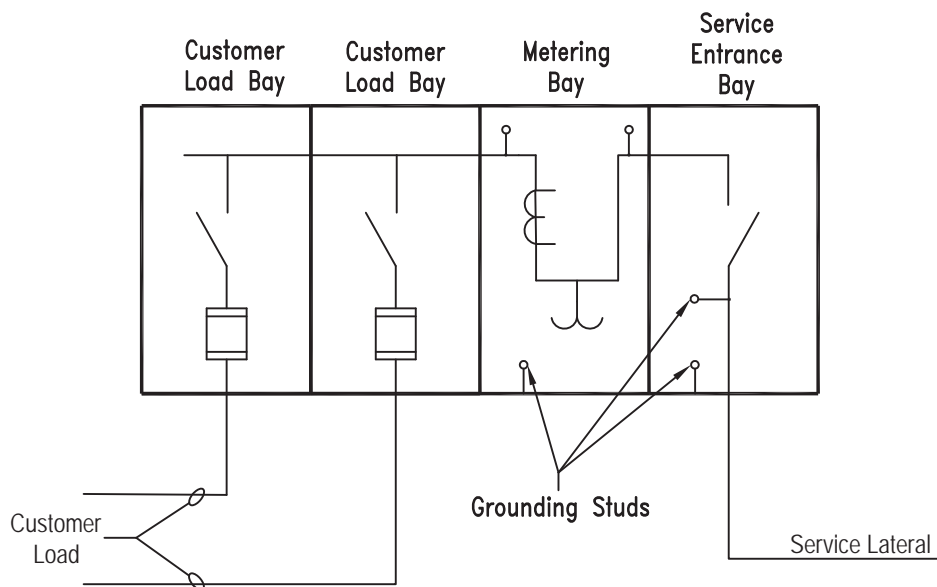 Customer
Load Bay
Customer
Load Bay
Metering
Bay
Service
Entrance
Bay
Grounding Studs
Customer
Load
Service Lateral